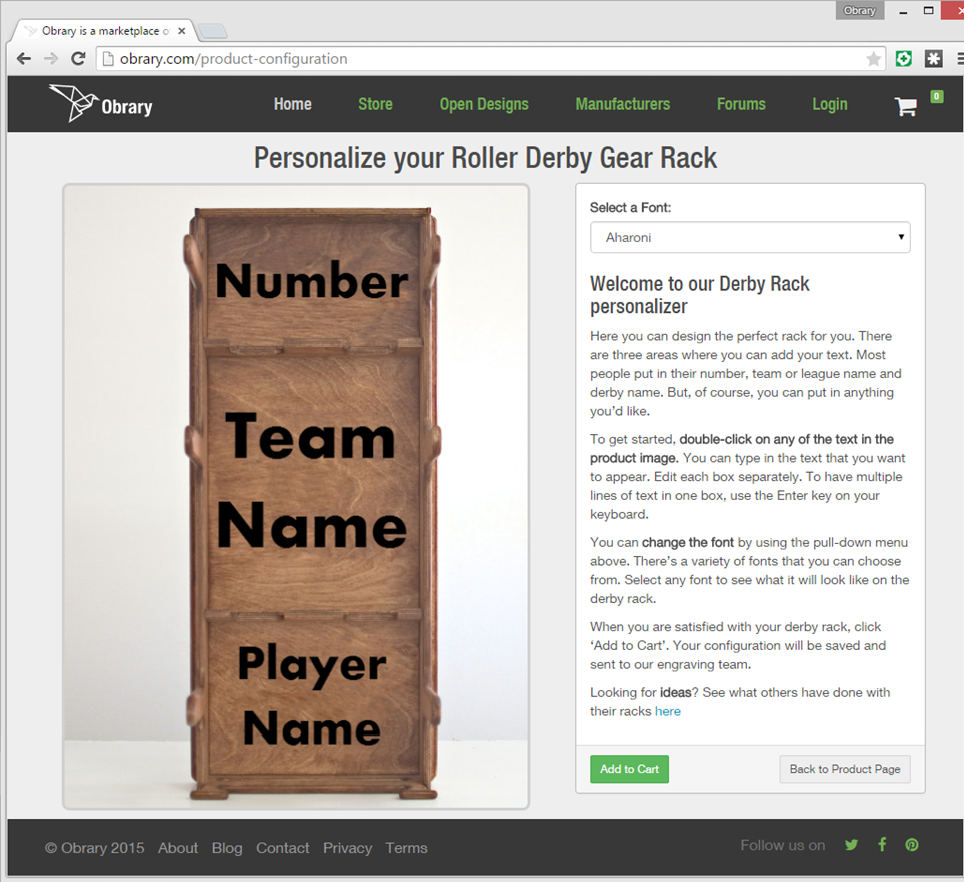 Obrary
Obrary is a marketplace o
obrary.com/product-configuration
Obrary
Home Store Open Designs Manufacturers Forums Login 0
Personalize your Roller Derby Gear Rack
Number
Team
Name
Player
Name
Select a Font:
Aharoni
Welcome to our Derby Rack
personalizer
Here you can design the perfect rack for you. There
are three areas where you can add your text. Most
people put in their number, team or league name and
derby name. But, of course, you can put in anything
you'd like.
To get started, double-click on any of the text in the
product image. You can type in the text that you want
to appear. Edit each box separately. To have multiple
lines of text in one box, use the Enter key on your
keyboard.
You can change the font by using the pull-down menu
above. There's a variety of fonts that you can choose
from. Select any font to see what it will look like on the
derby rack.
When you are satisfied with your derby rack, click
‘Add to Cart’. Your configuration will be saved and
sent to our engraving team.
Looking for ideas? See what others have done with
their racks here
Add to Cart Back to Product Page
© Obrary 2015 About Blog Contact Privacy Terms Follow us on